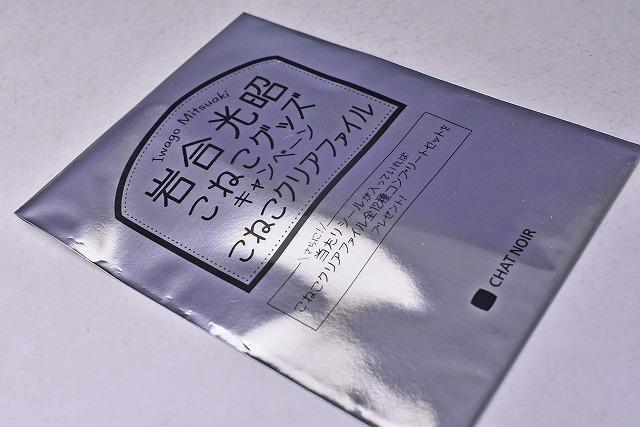 Iwago Mitsuaki
岩合光昭
こねこグッズ
キャンペーン
こねこクリアファイル
さらに!
当たりシールが入っていれば
こねこクリアファイル全12種コンプリートセットを
プレゼント!
CHAT NOIR